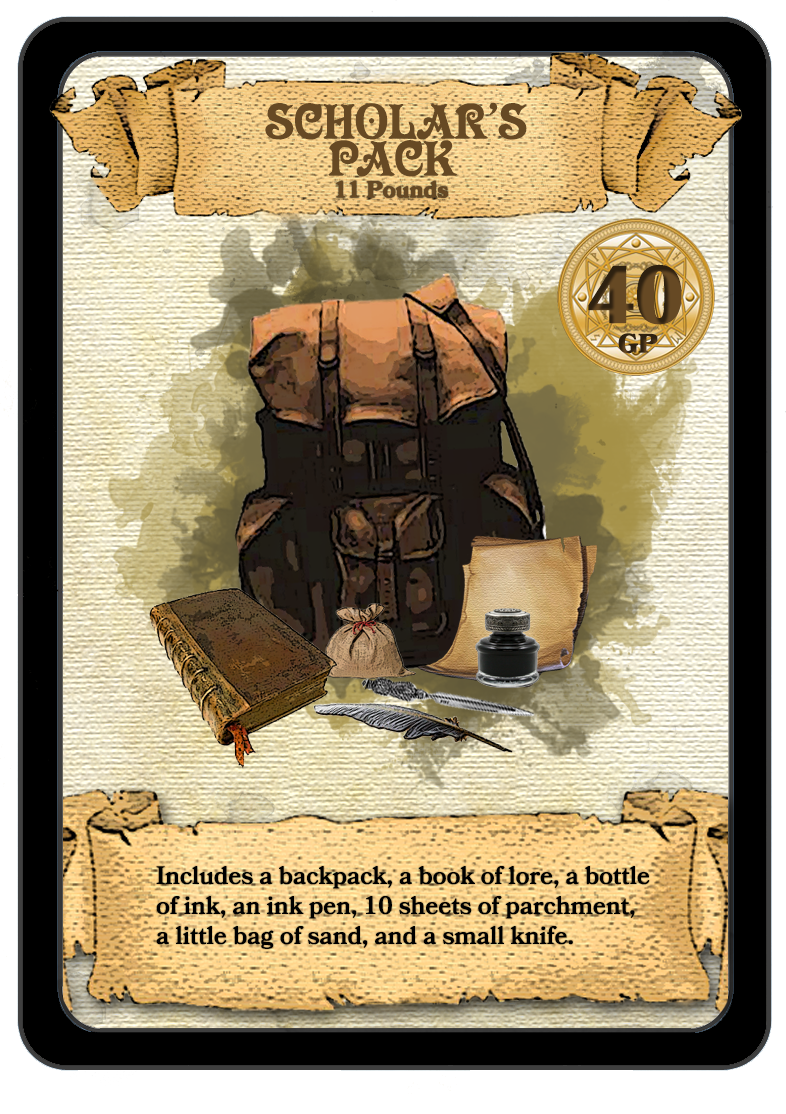 SCHOLAR'S
PACK
11 Pounds
40
GP
Includes a backpack, a book of lore, a bottle
of ink, an ink pen, 10 sheets of parchment,
a little bag of sand, and a small knife.